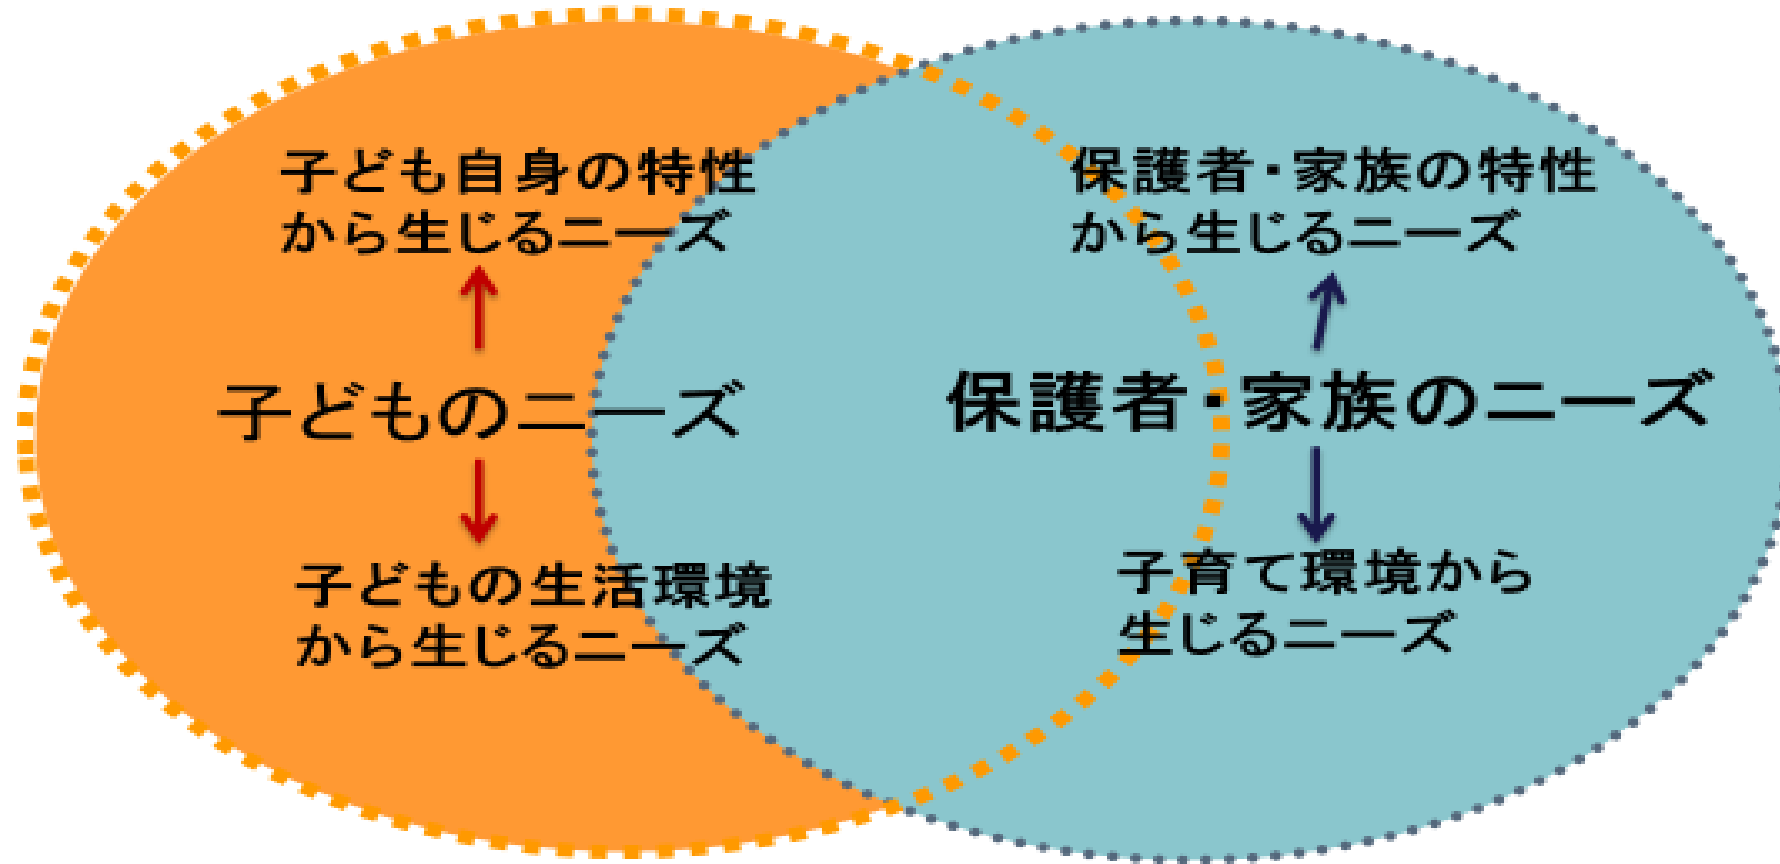 子ども自身の特性
から生じるニーズ
子どものニーズ
子どもの生活環境
から生じるニーズ
保護者・家族の特性
から生じるニーズ
保護者・家族のニーズ
子育て環境から
生じるニーズ